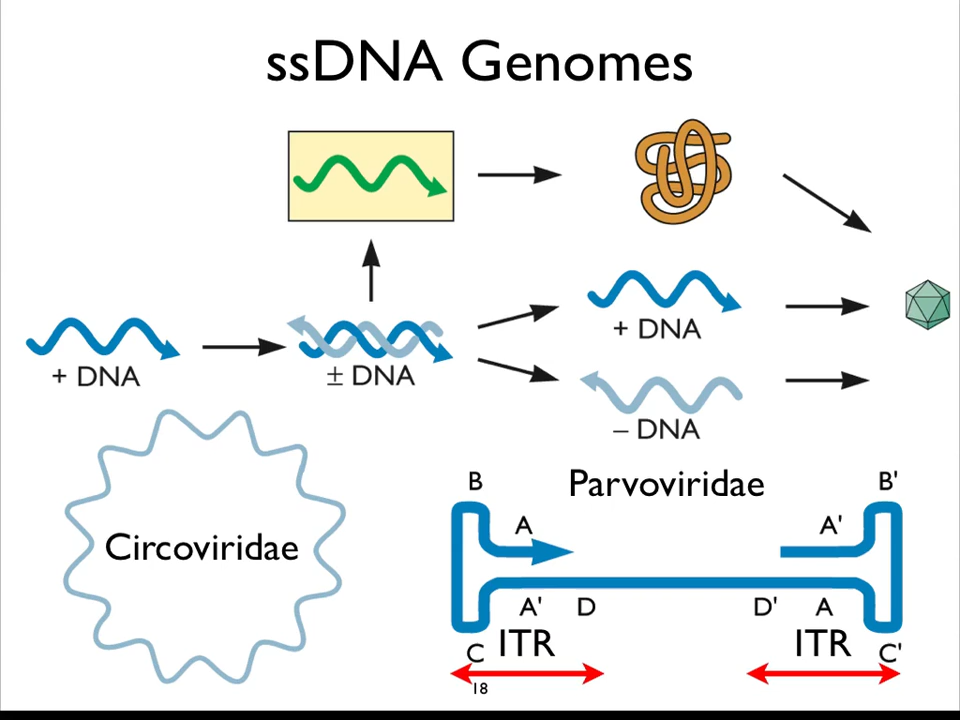 ssDNA Genomes
+ DNA
± DNA
+ DNA
– DNA
Circoviridae
Parvoviridae
B
B'
A
A'
A'
D
D'
A
C
ITR
ITR
C'
18